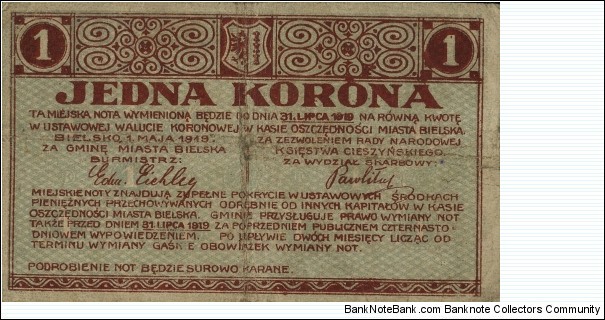 1 1
JEDNA KORONA
TA MIEJSKA NOTA WYMIENIONĄ BĘDZIE OD DNIA 31. LIPCA 1919 NA RÓWNĄ KWOTĘ
W USTAWOWEJ WALUCIE KORONOWEJ W KASIE OSZCZĘDNOŚCI MIASTA BIELSKA.
BIELSKO, 1. MAJA 1919. ZA ZEZWOLENIEM RADY NARODOWEJ
ZA GMINĘ MIASTA BIELSKA KSIĘSTWA CIESZYŃSKIEGO.
BURMISTRZ: ZA WYDZIAŁ SKARBOWY:
MIEJSKIE NOTY ZNAJDUJĄ ZUPEŁNE POKRYCIE W USTAWOWYCH ŚRODKACH
PIENIĘŻNYCH PRZECHOWYWANYCH ODRĘBNIE OD INNYCH KAPITAŁÓW W KASIE
OSZCZĘDNOŚCI MIASTA BIELSKA. GMINIE PRZYSŁUGUJE PRAWO WYMIANY NOT
TAKŻE PRZED DNIEM 31 LIPCA 1919 ZA POPRZEDNIEM PUBLICZNEM CZTERNASTO-
DNIOWEM WYPOWIEDZENIEM. PO UPŁYWIE DWÓCH MIESIĘCY LICZĄC OD
TERMINU WYMIANY GAŚNIE OBOWIĄZEK WYMIANY NOT.
PODROBIENIE NOT BĘDZIE SUROWO KARANE.
BankNoteBank.com - Banknote Collectors Community